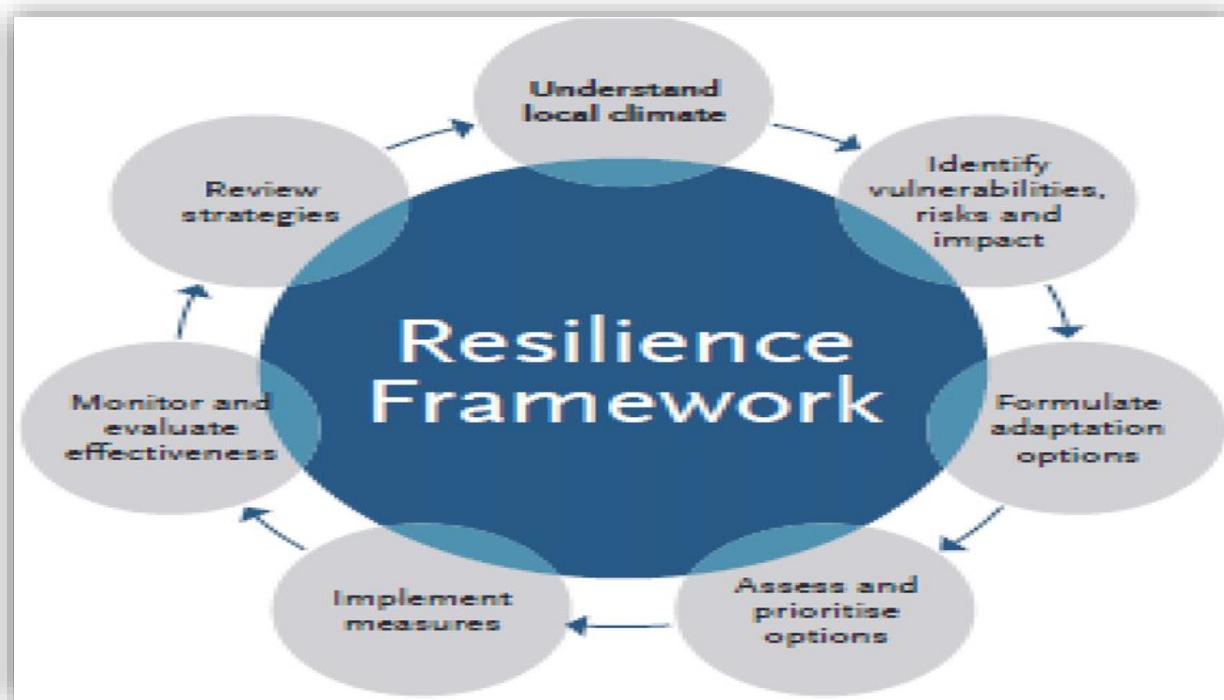 Understand
local climate
Identify
vulnerabilities,
risks and
impact
Formulate
adaptation
options
Assess and
prioritise
options
Implement
measures
Monitor and
evaluate
effectiveness
Review
strategies
Resilience
Framework